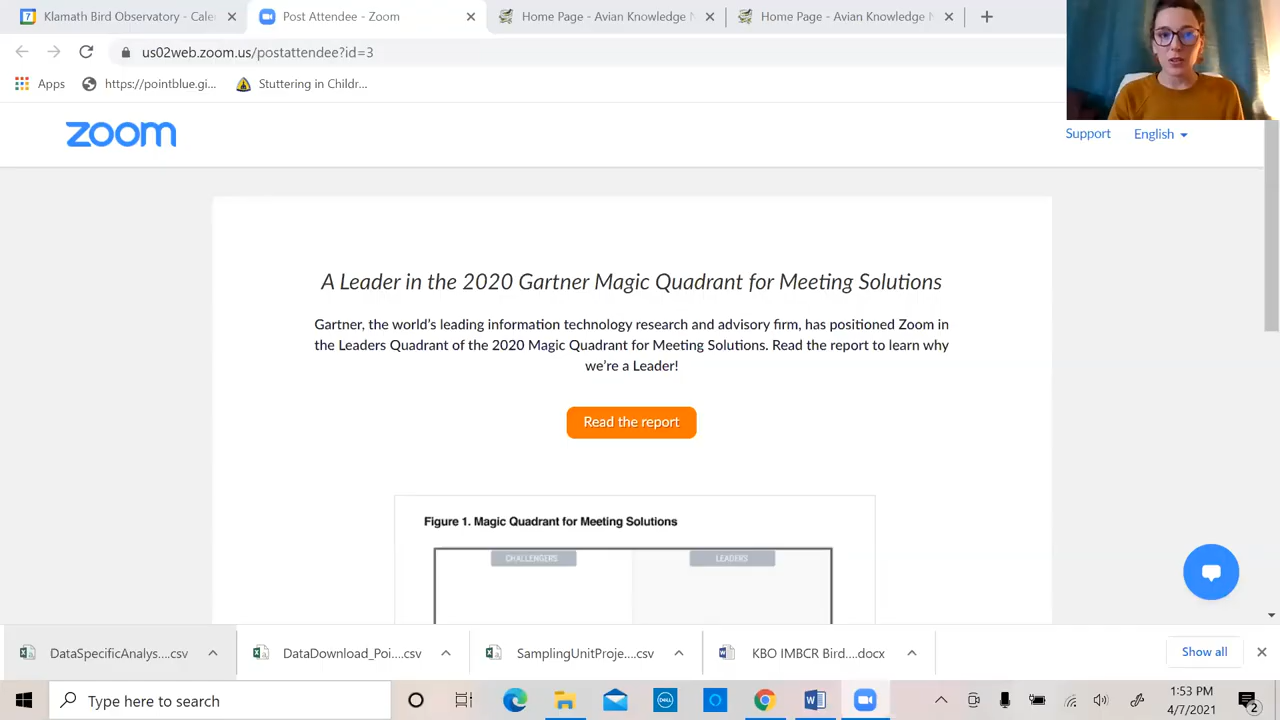 Klamath Bird Observatory - Caler
Post Attendee - Zoom
Home Page - Avian Knowledge N
Home Page - Avian Knowledge N
us02web.zoom.us/postattendee?id=3
Apps
https://pointblue.gi...
Stuttering in Childr...
zoom
Support
English
A Leader in the 2020 Gartner Magic Quadrant for Meeting Solutions
Gartner, the world's leading information technology research and advisory firm, has positioned Zoom in
the Leaders Quadrant of the 2020 Magic Quadrant for Meeting Solutions. Read the report to learn why
we're a Leader!
Read the report
Figure 1. Magic Quadrant for Meeting Solutions
CHALLENGERS
LEADERS
DataSpecificAnalys....csv
DataDownload_Poi....csv
SamplingUnitProje....csv
KBO IMBCR Bird....docx
Show all
Type here to search
DELL
1:53 PM
4/7/2021
2